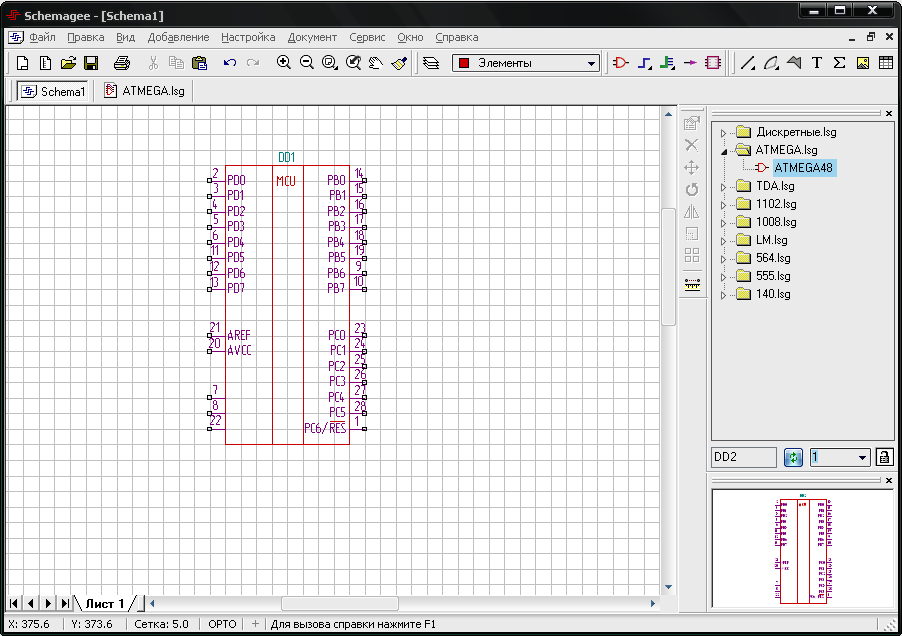 Schemagee - [Schema1]
Файл Правка Вид Добавление Настройка Документ Сервис Окно Справка
Элементы
Schema1 ATMEGA.lsg
DD1
MCU
2 PD0
3 PD1
4 PD2
5 PD3
6 PD4
11 PD5
12 PD6
13 PD7
21 AREF
20 AVCC
7
8
22
PB0 14
PB1 15
PB2 16
PB3 17
PB4 18
PB5 19
PB6 9
PB7 10
PC0 23
PC1 24
PC2 25
PC3 26
PC4 27
PC5 28
PC6/RES 1
Дискретные.lsg
ATMEGA.lsg
ATMEGA48
TDA.lsg
1102.lsg
1008.lsg
LM.lsg
564.lsg
555.lsg
140.lsg
DD2 1
Лист 1
X: 375.6 Y: 373.6 Сетка: 5.0 ОРТО + Для вызова справки нажмите F1